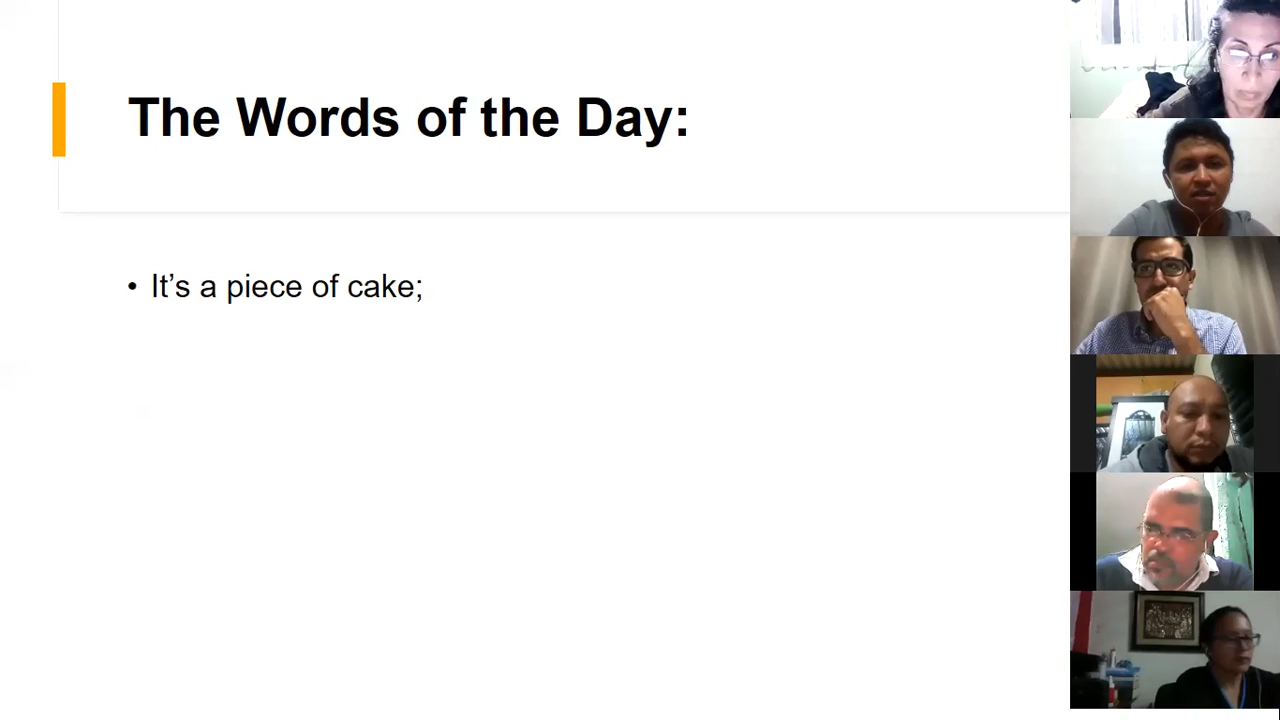 The Words of the Day:
• It’s a piece of cake;